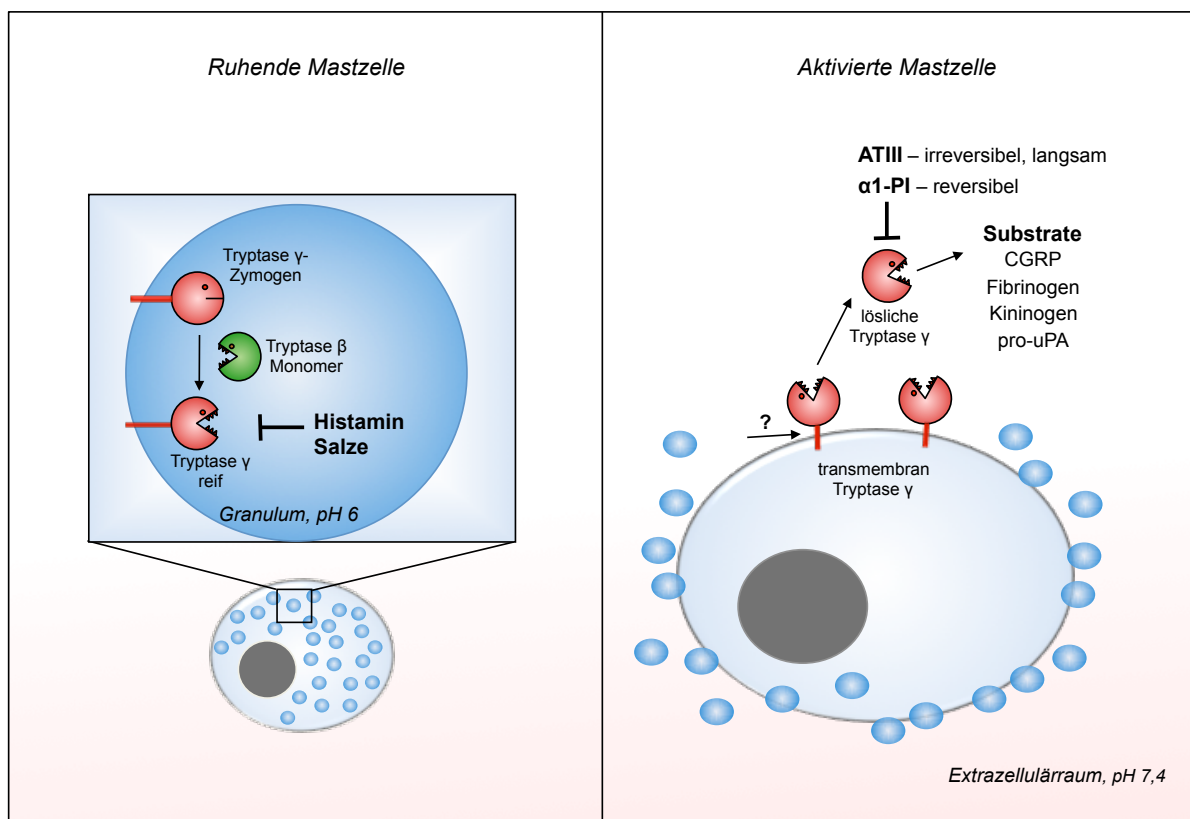 Ruhende Mastzelle
Tryptase γ-
Zymogen
Tryptase β
Monomer
Histamin
Salze
Tryptase γ
reif
Granulum, pH 6
Aktivierte Mastzelle
ATIII – irreversibel, langsam
α1-PI – reversibel
Substrate
CGRP
Fibrinogen
Kininogen
pro-uPA
lösliche
Tryptase γ
?
transmembran
Tryptase γ
Extrazellulärraum, pH 7,4